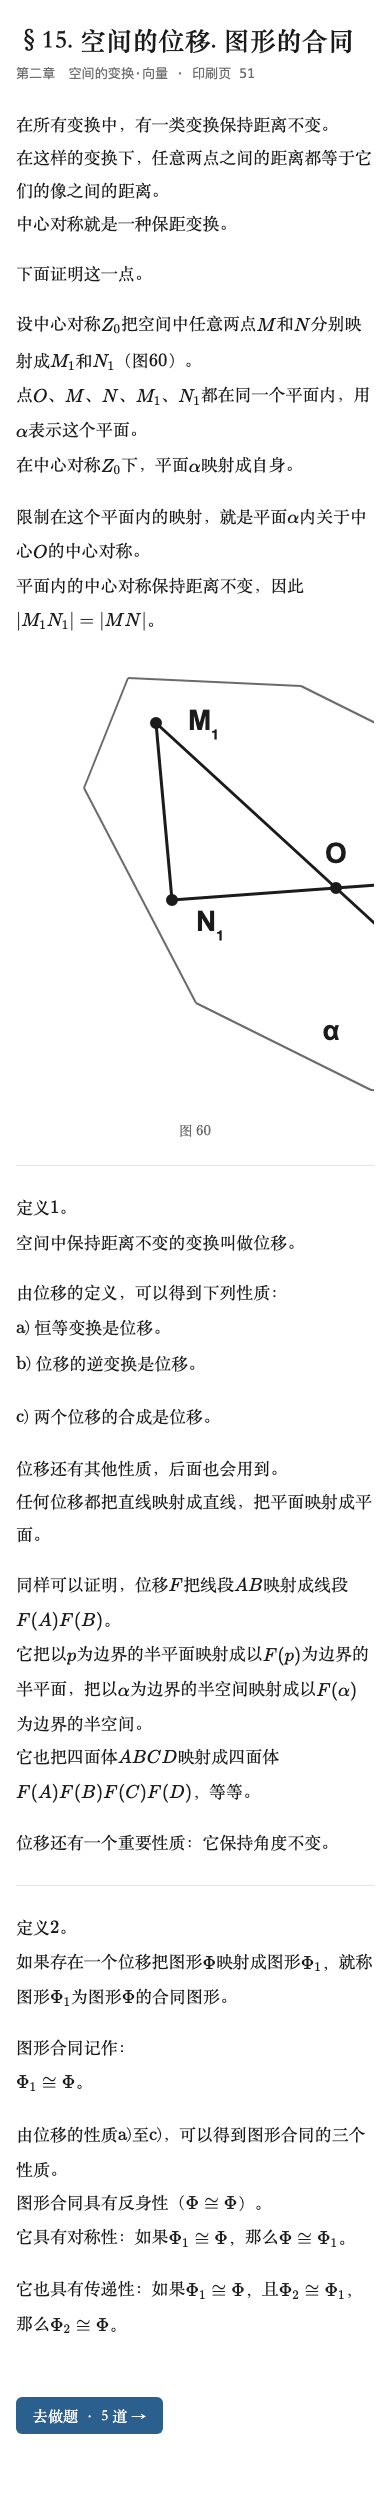 § 15. 空间的位移. 图形的合同
第二章 空间的变换·向量 · 印刷页 51
在所有变换中，有一类变换保持距离不变。
在这样的变换下，任意两点之间的距离都等于它
们的像之间的距离。
中心对称就是一种保距变换。
下面证明这一点。
设中心对称Z₀把空间中任意两点M和N分别映
射成M₁和N₁（图60）。
点O、M、N、M₁、N₁都在同一个平面内，用
α表示这个平面。
在中心对称Z₀下，平面α映射成自身。
限制在这个平面内的映射，就是平面α内关于中
心O的中心对称。
平面内的中心对称保持距离不变，因此
|M₁N₁| = |MN|。
M₁
O
N₁
α
图 60
定义1。
空间中保持距离不变的变换叫做位移。
由位移的定义，可以得到下列性质：
a) 恒等变换是位移。
b) 位移的逆变换是位移。
c) 两个位移的合成是位移。
位移还有其他性质，后面也会用到。
任何位移都把直线映射成直线，把平面映射成平
面。
同样可以证明，位移F把线段AB映射成线段
F(A)F(B)。
它把以p为边界的半平面映射成以F(p)为边界的
半平面，把以α为边界的半空间映射成以F(α)
为边界的半空间。
它也把四面体ABCD映射成四面体
F(A)F(B)F(C)F(D)，等等。
位移还有一个重要性质：它保持角度不变。
定义2。
如果存在一个位移把图形Φ映射成图形Φ₁，就称
图形Φ₁为图形Φ的合同图形。
图形合同记作：
Φ₁ ≅ Φ。
由位移的性质a)至c)，可以得到图形合同的三个
性质。
图形合同具有反身性（Φ ≅ Φ）。
它具有对称性：如果Φ₁ ≅ Φ，那么Φ ≅ Φ₁。
它也具有传递性：如果Φ₁ ≅ Φ，且Φ₂ ≅ Φ₁，
那么Φ₂ ≅ Φ。
去做题 · 5 道 →